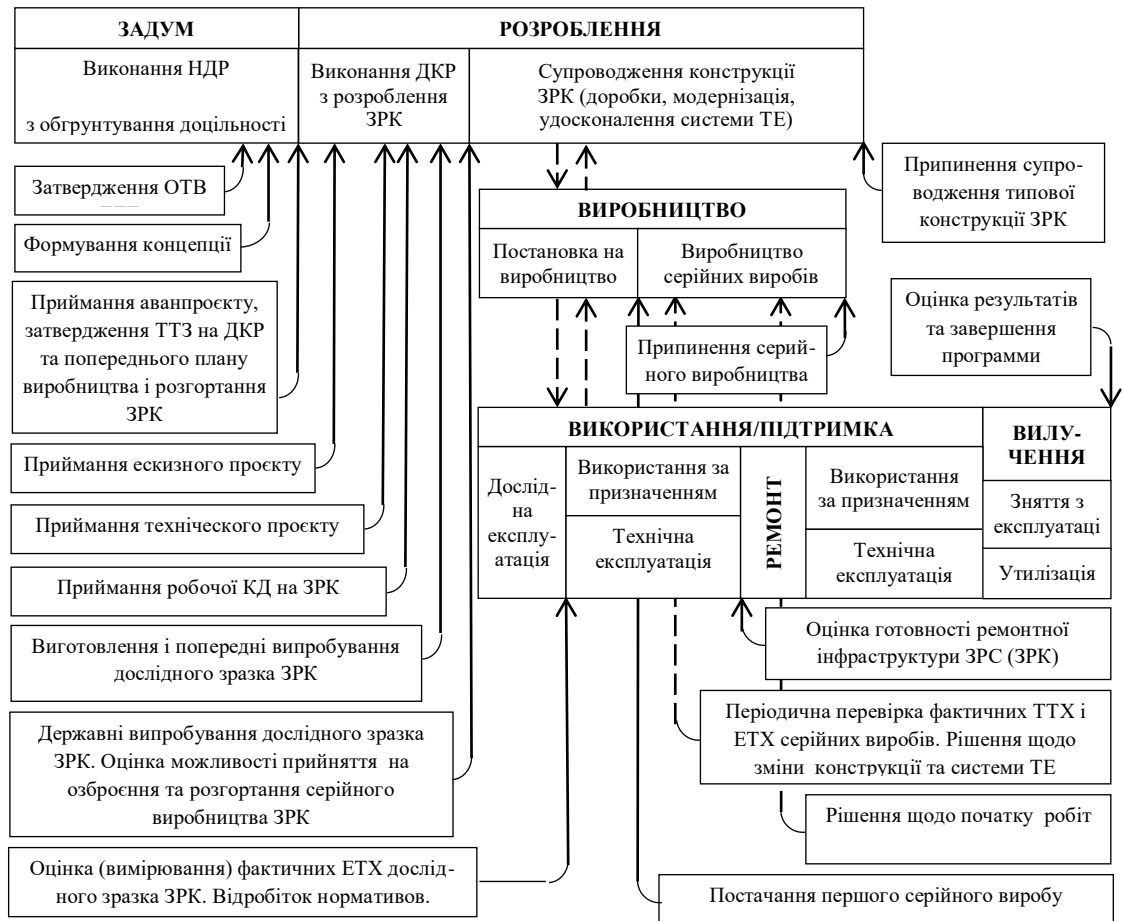 ЗАДУМ
РОЗРОБЛЕННЯ
Виконання НДР
з обгрунтування доцільності
Виконання ДКР
з розроблення
ЗРК
Супроводження конструкції
ЗРК (доробки, модернізація,
удосконалення системи ТЕ)
Затвердження ОТВ
Формування концепції
Приймання аванпроєкту,
затвердження ТТЗ на ДКР
та попереднього плану
виробництва і розгортання
ЗРК
Приймання ескизного проєкту
Приймання техніческого проєкту
Приймання робочої КД на ЗРК
Виготовлення і попередні випробування
дослідного зразка ЗРК
Державні випробування дослідного зразка
ЗРК. Оцінка можливості прийняття на
озброєння та розгортання серійного
виробництва ЗРК
Оцінка (вимірювання) фактичних ЕТХ дослід-
ного зразка ЗРК. Відробіток нормативов.
Припинення супро-
водження типової
конструкції ЗРК
ВИРОБНИЦТВО
Постановка на
виробництво
Виробництво
серійних виробів
Припинення серий-
ного виробництва
Оцінка результатів
та завершення
программи
ВИКОРИСТАННЯ/ПІДТРИМКА
ВИЛУ-
ЧЕННЯ
Дослід-
на
експлу-
атація
Використання за
призначенням
Технічна
експлуатація
РЕМОНТ
Використання
за призначенням
Технічна
експлуатація
Зняття з
експлуатаці
Утилізація
Оцінка готовності ремонтної
інфраструктури ЗРС (ЗРК)
Періодична перевірка фактичних ТТХ і
ЕТХ серійних виробів. Рішення щодо
зміни конструкції та системи ТЕ
Рішення щодо початку робіт
Постачання першого серійного виробу